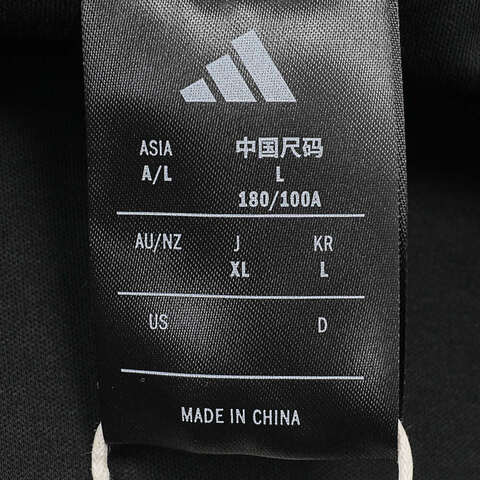 ASIA 中国尺码
A/L L
180/100A
AU/NZ J KR
XL L
US D
MADE IN CHINA